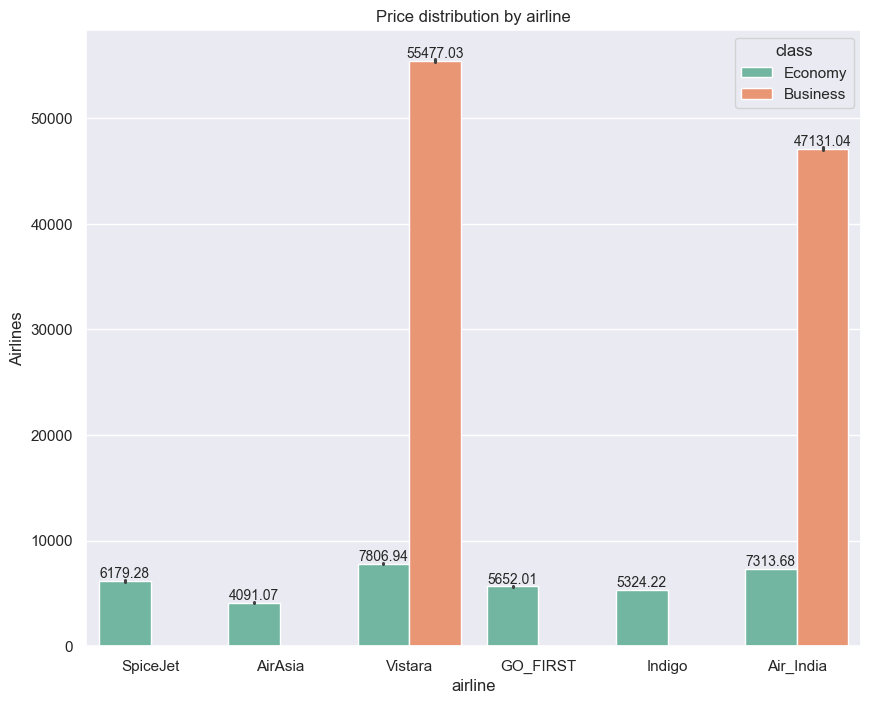 Price distribution by airline
class
Economy
Business
55477.03
47131.04
7806.94
7313.68
6179.28
5652.01
5324.22
4091.07
50000
40000
30000
20000
10000
0
Airlines
SpiceJet AirAsia Vistara GO_FIRST Indigo Air_India
airline